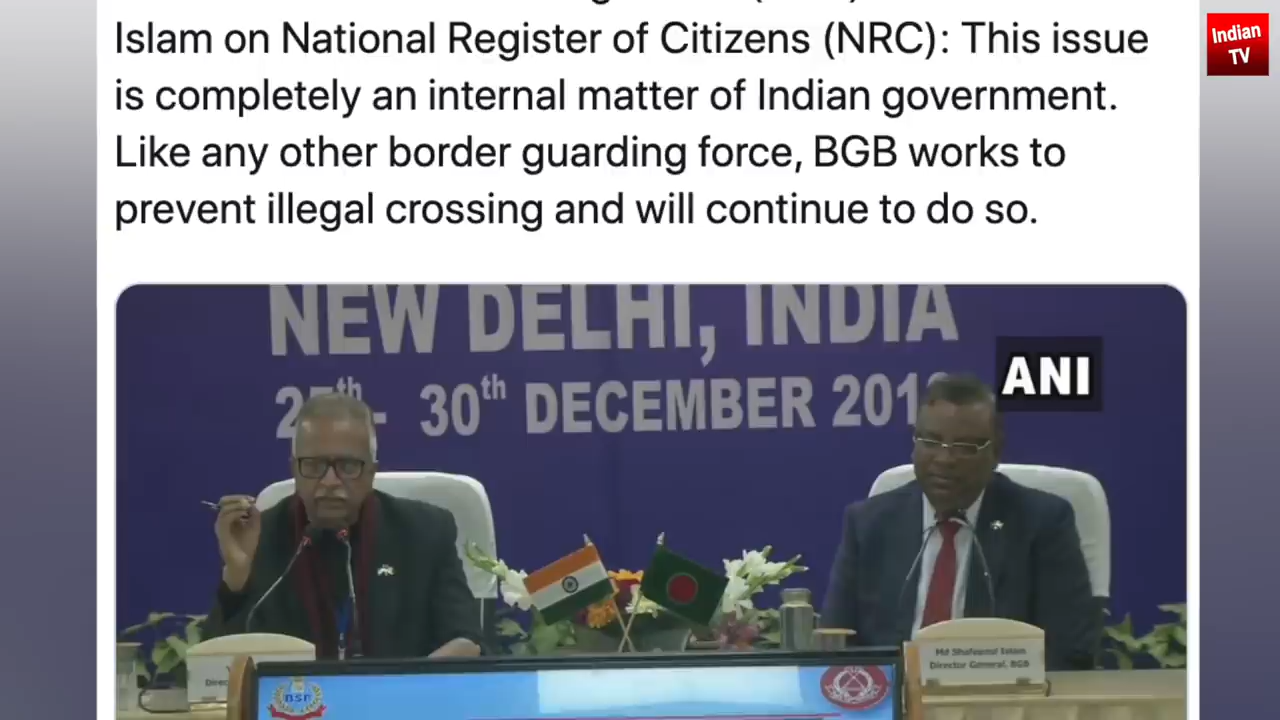 Islam on National Register of Citizens (NRC): This issue
is completely an internal matter of Indian government.
Like any other border guarding force, BGB works to
prevent illegal crossing and will continue to do so.
Indian
TV
NEW DELHI, INDIA
30th DECEMBER
ANI
Md Shafeenul Islam
Director General, BGB